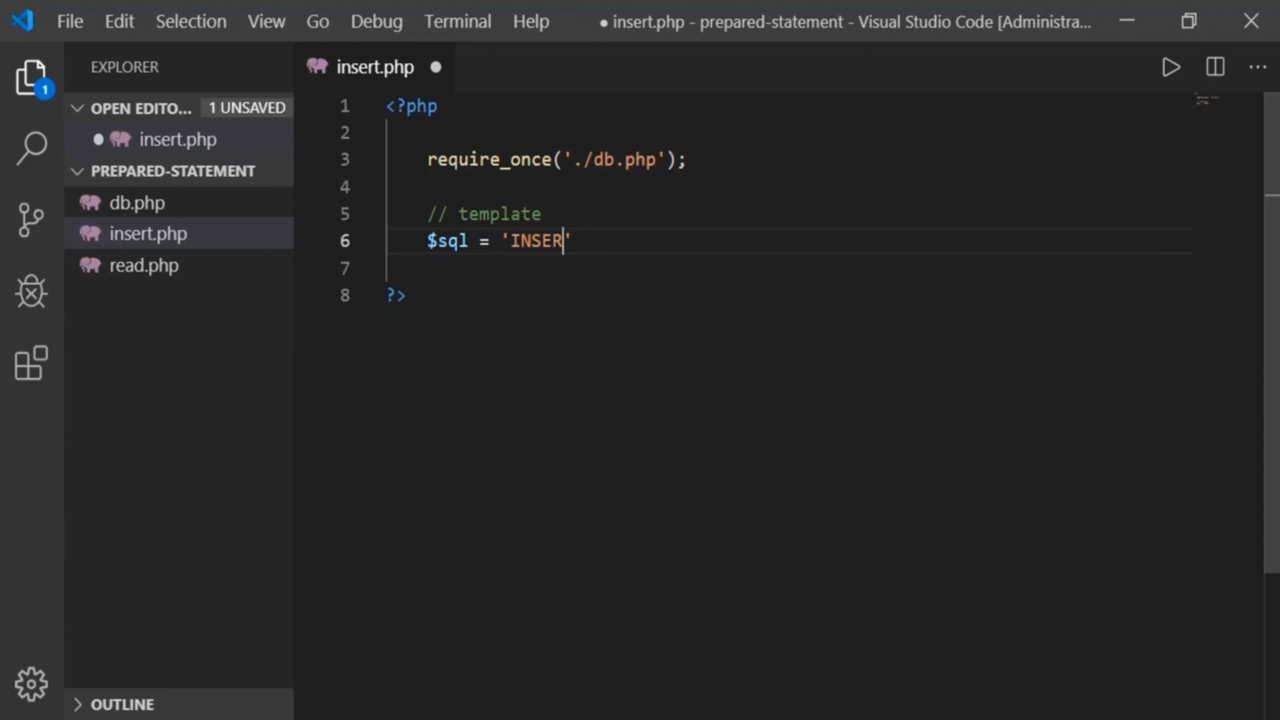 File Edit Selection View Go Debug Terminal Help ● insert.php - prepared-statement - Visual Studio Code [Administra...
EXPLORER
insert.php
OPEN EDITO... 1 UNSAVED
insert.php
PREPARED-STATEMENT
db.php
insert.php
read.php
1
OUTLINE
1 <?php
2
3 require_once('./db.php');
4
5 // template
6 $sql = 'INSER'
7
8 ?>